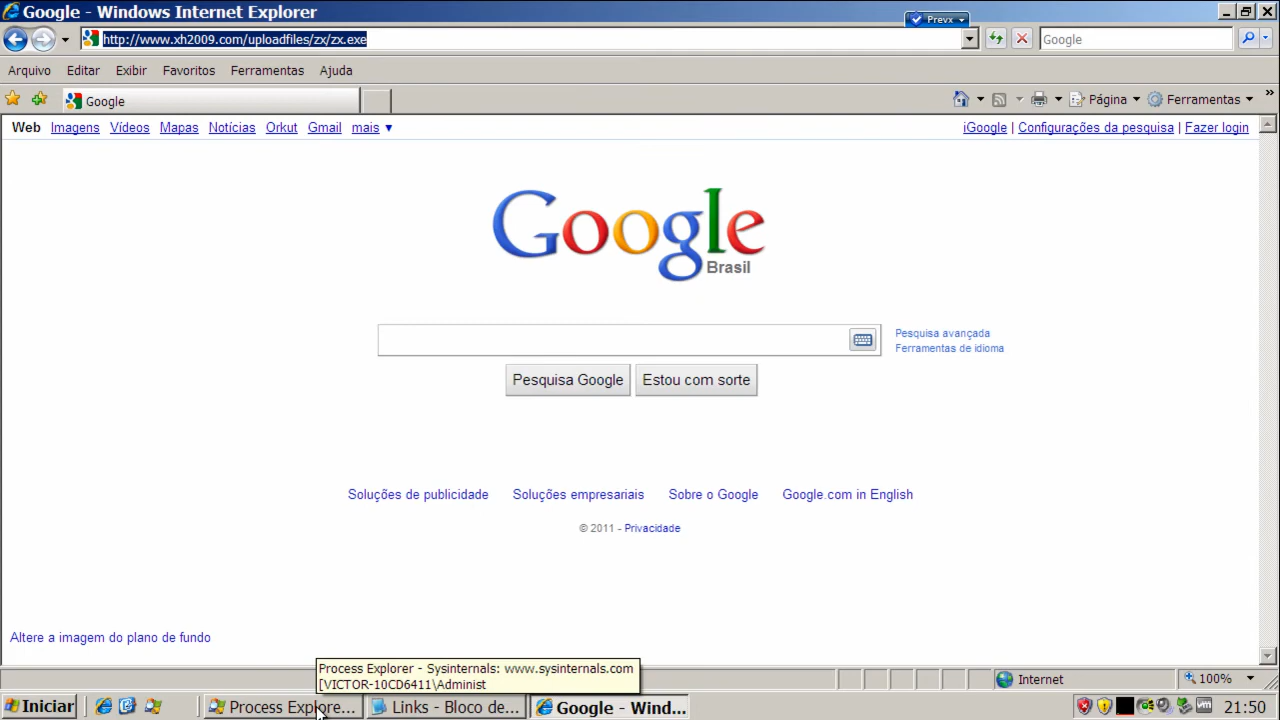 Google - Windows Internet Explorer
Prevx
http://www.xh2009.com/uploadfiles/zx/zx.exe
Google
Arquivo Editar Exibir Favoritos Ferramentas Ajuda
Google
Página Ferramentas »
Web Imagens Vídeos Mapas Notícias Orkut Gmail mais ▼
iGoogle | Configurações da pesquisa | Fazer login
Google
Brasil
Pesquisa avançada
Ferramentas de idioma
Pesquisa Google Estou com sorte
Soluções de publicidade Soluções empresariais Sobre o Google Google.com in English
© 2011 - Privacidade
Altere a imagem do plano de fundo
Process Explorer - Sysinternals: www.sysinternals.com
[VICTOR-10CD6411\Administ
Internet 100%
Iniciar Process Explore... Links - Bloco de... Google - Wind... 21:50